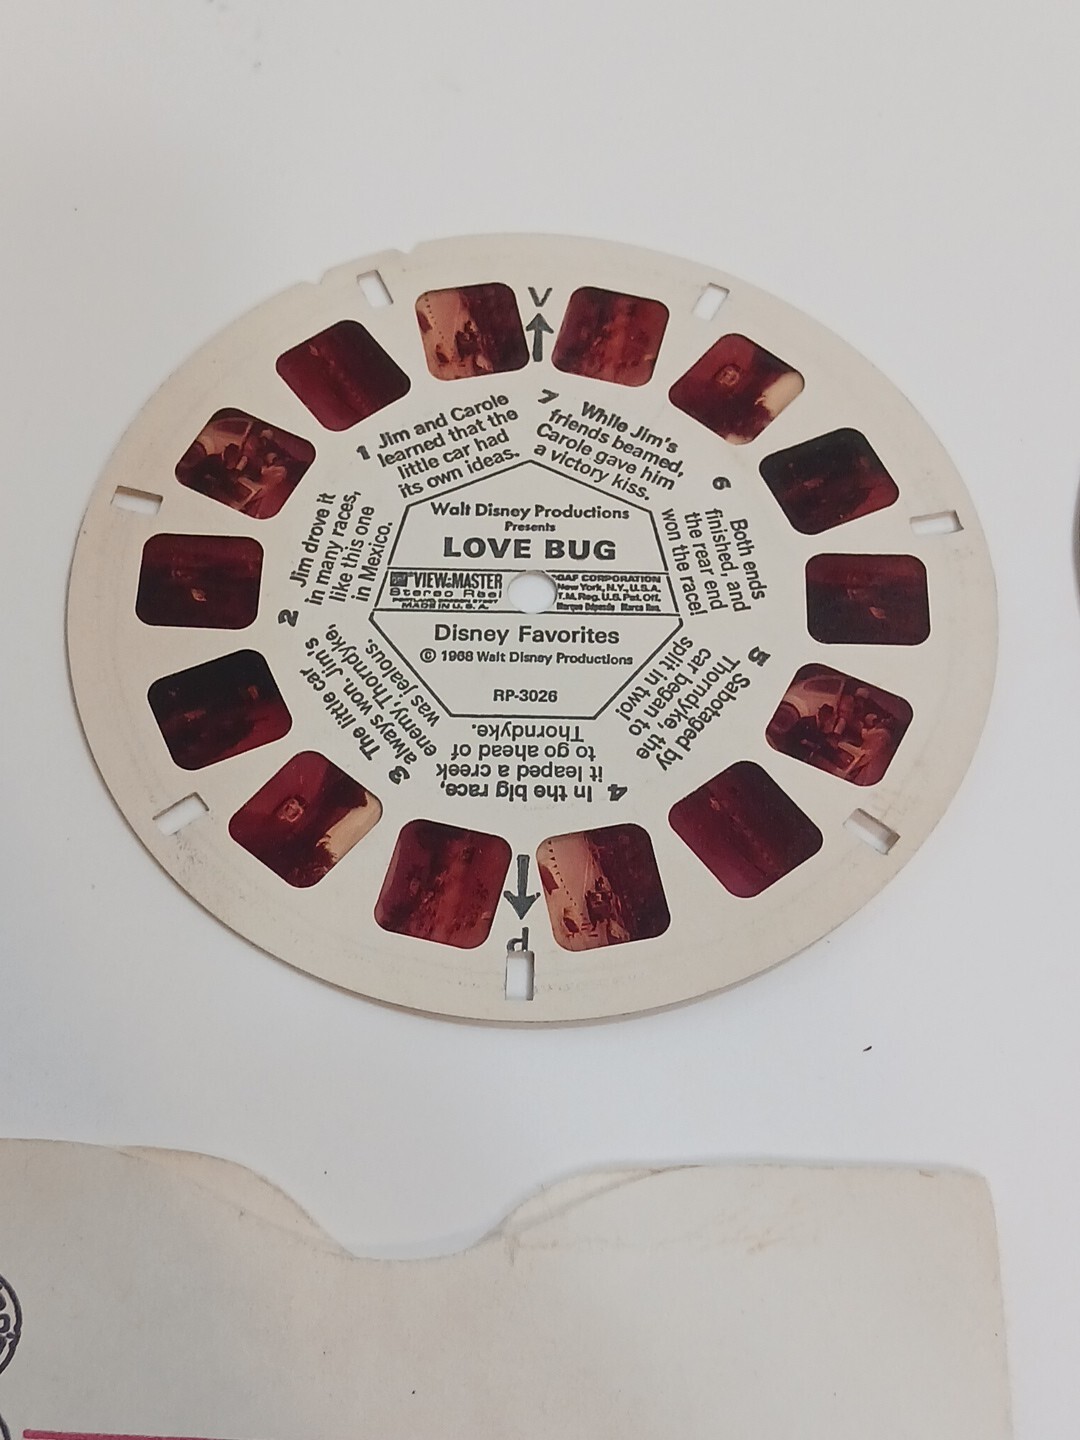 V
Walt Disney Productions
Presents
LOVE BUG
GAF VIEW-MASTER
Stereo Reel
PORTLAND, OREGON 97207
MADE IN U.S.A.
GAF CORPORATION
New York, N.Y., U.S.A.
T.M. Reg. U.S. Pat. Off.
Marque Déposée Marca Reg.
Disney Favorites
© 1968 Walt Disney Productions
RP-3026
1 Jim and Carole
learned that the
little car had
its own ideas.
2 Jim drove it
in many races,
like this one
in Mexico.
3 The little car
always won. Jim's
enemy, Thorndyke,
was jealous.
4 In the big race,
it leaped a creek
to go ahead of
Thorndyke.
5 Sabotaged by
Thorndyke, the
car began to
split in two!
6 Both ends
finished, and
the rear end
won the race!
7 While Jim's
friends beamed,
Carole gave him
a victory kiss.
P